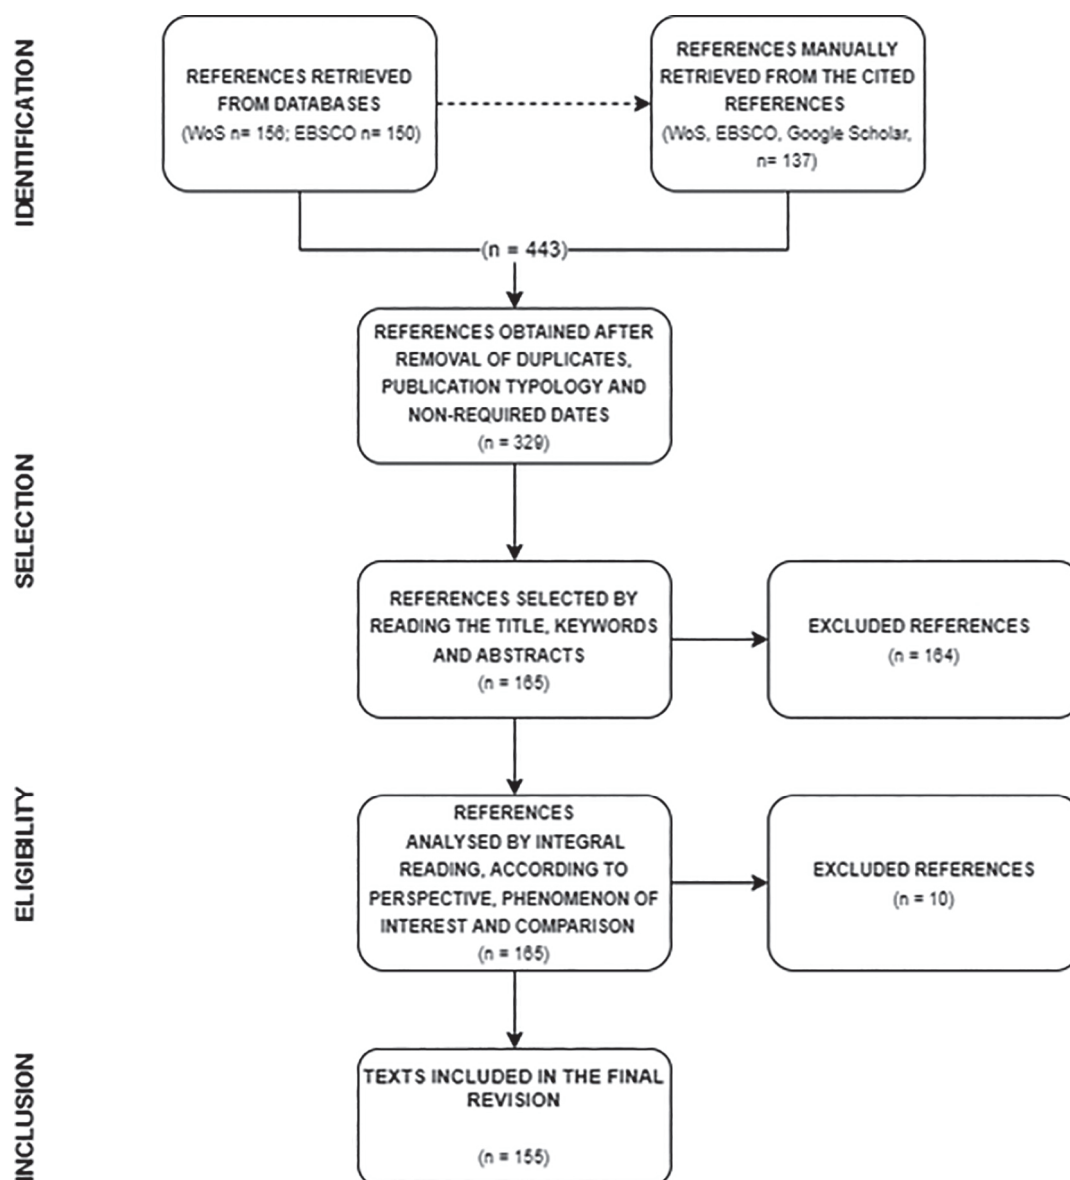 IDENTIFICATION
REFERENCES RETRIEVED
FROM DATABASES
(WoS n= 156; EBSCO n= 150)
REFERENCES MANUALLY
RETRIEVED FROM THE CITED
REFERENCES
(WoS, EBSCO, Google Scholar,
n= 137)
(n = 443)
SELECTION
REFERENCES OBTAINED AFTER
REMOVAL OF DUPLICATES,
PUBLICATION TYPOLOGY AND
NON-REQUIRED DATES
(n = 329)
REFERENCES SELECTED BY
READING THE TITLE, KEYWORDS
AND ABSTRACTS
(n = 165)
EXCLUDED REFERENCES
(n = 164)
ELIGIBILITY
REFERENCES
ANALYSED BY INTEGRAL
READING, ACCORDING TO
PERSPECTIVE, PHENOMENON OF
INTEREST AND COMPARISON
(n = 165)
EXCLUDED REFERENCES
(n = 10)
INCLUSION
TEXTS INCLUDED IN THE FINAL
REVISION
(n = 155)